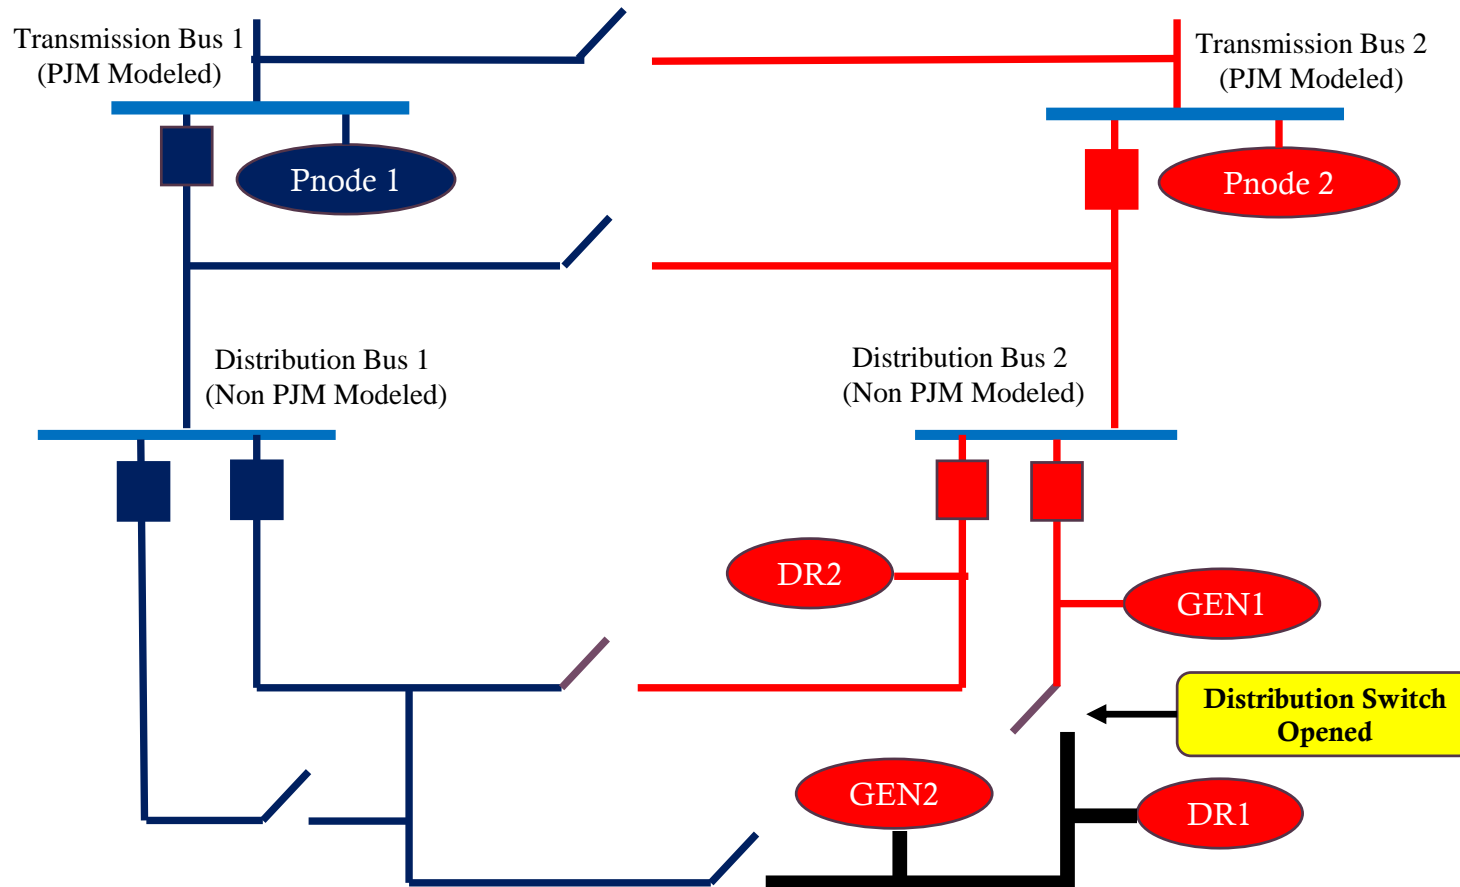 Transmission Bus 1
(PJM Modeled)
Transmission Bus 2
(PJM Modeled)
Pnode 1
Pnode 2
Distribution Bus 1
(Non PJM Modeled)
Distribution Bus 2
(Non PJM Modeled)
DR2
GEN1
Distribution Switch
Opened
GEN2
DR1